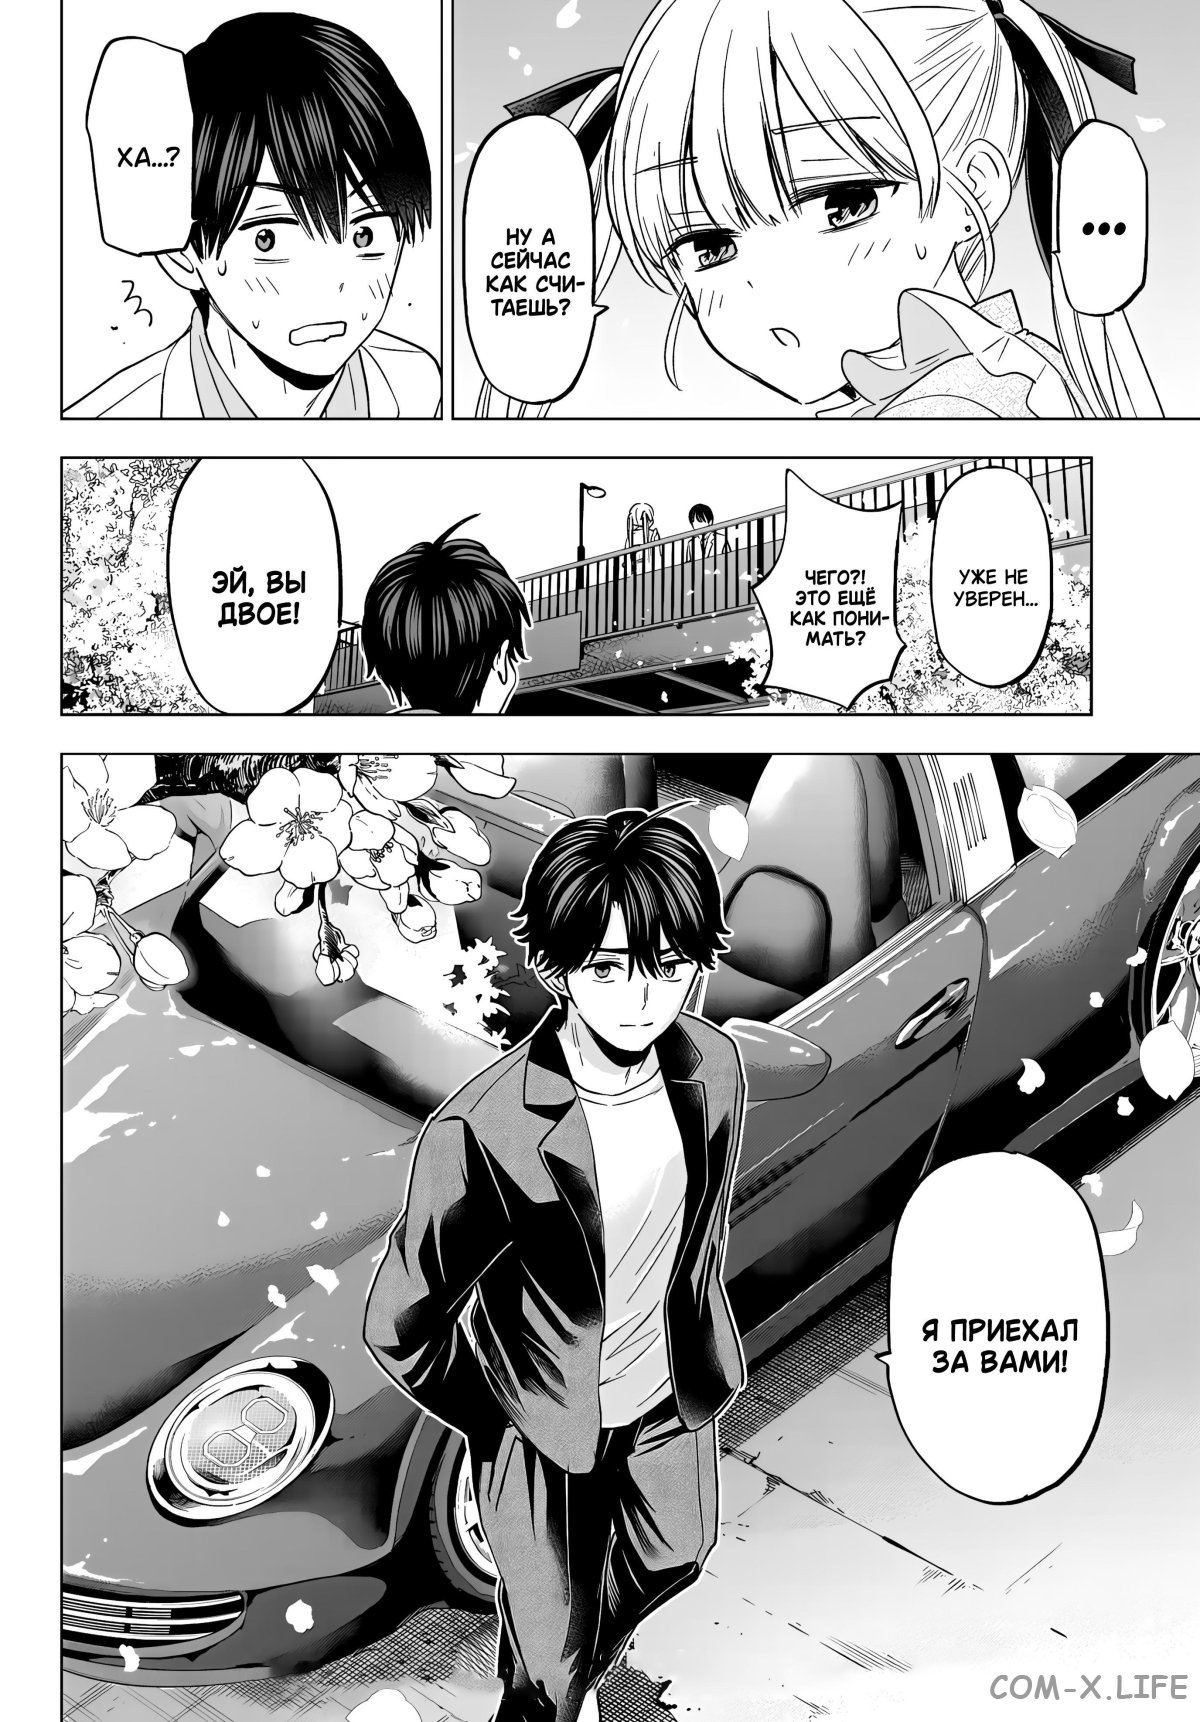 ...
НУ А
СЕЙЧАС
КАК СЧИ-
ТАЕШЬ?
ХА...?
УЖЕ НЕ
УВЕРЕН...
ЧЕГО?!
ЭТО ЕЩЁ
КАК ПОНИ-
МАТЬ?
ЭЙ, ВЫ
ДВОЕ!
Я ПРИЕХАЛ
ЗА ВАМИ!
COM-X.LIFE